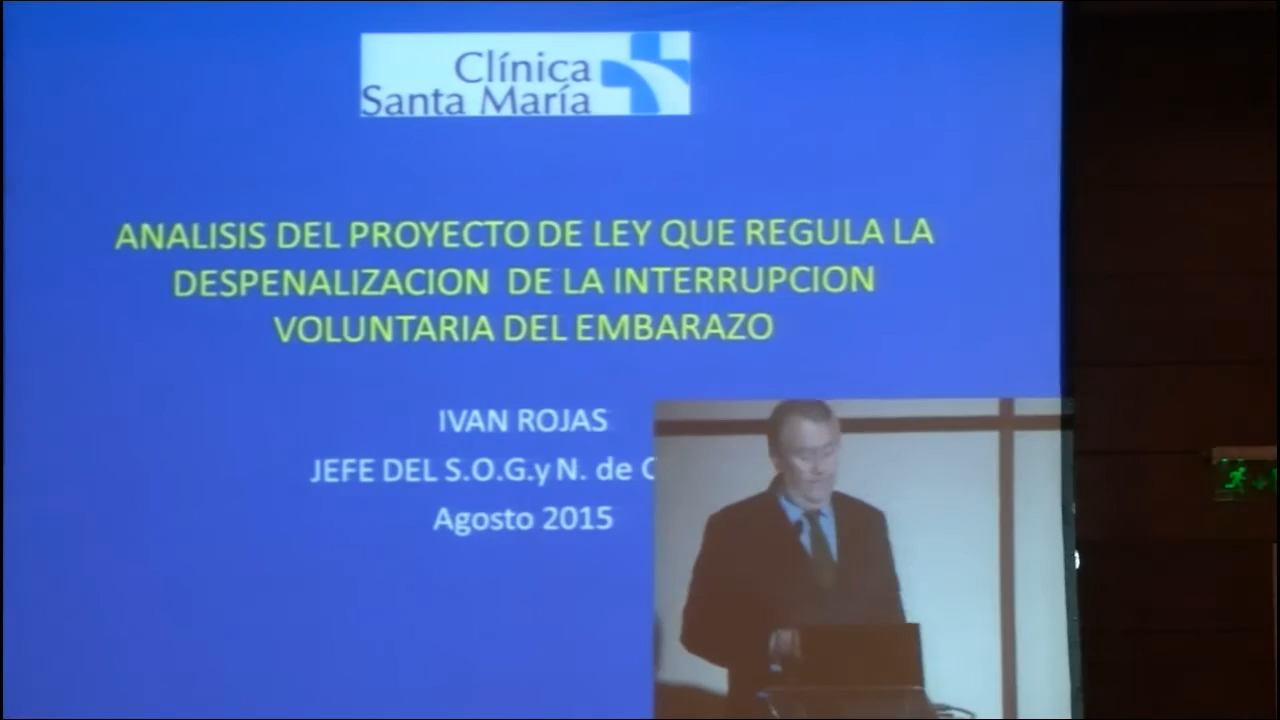 Clínica
Santa María
ANALISIS DEL PROYECTO DE LEY QUE REGULA LA
DESPENALIZACION DE LA INTERRUPCION
VOLUNTARIA DEL EMBARAZO
IVAN ROJAS
JEFE DEL S.O.G.y N. de C
Agosto 2015